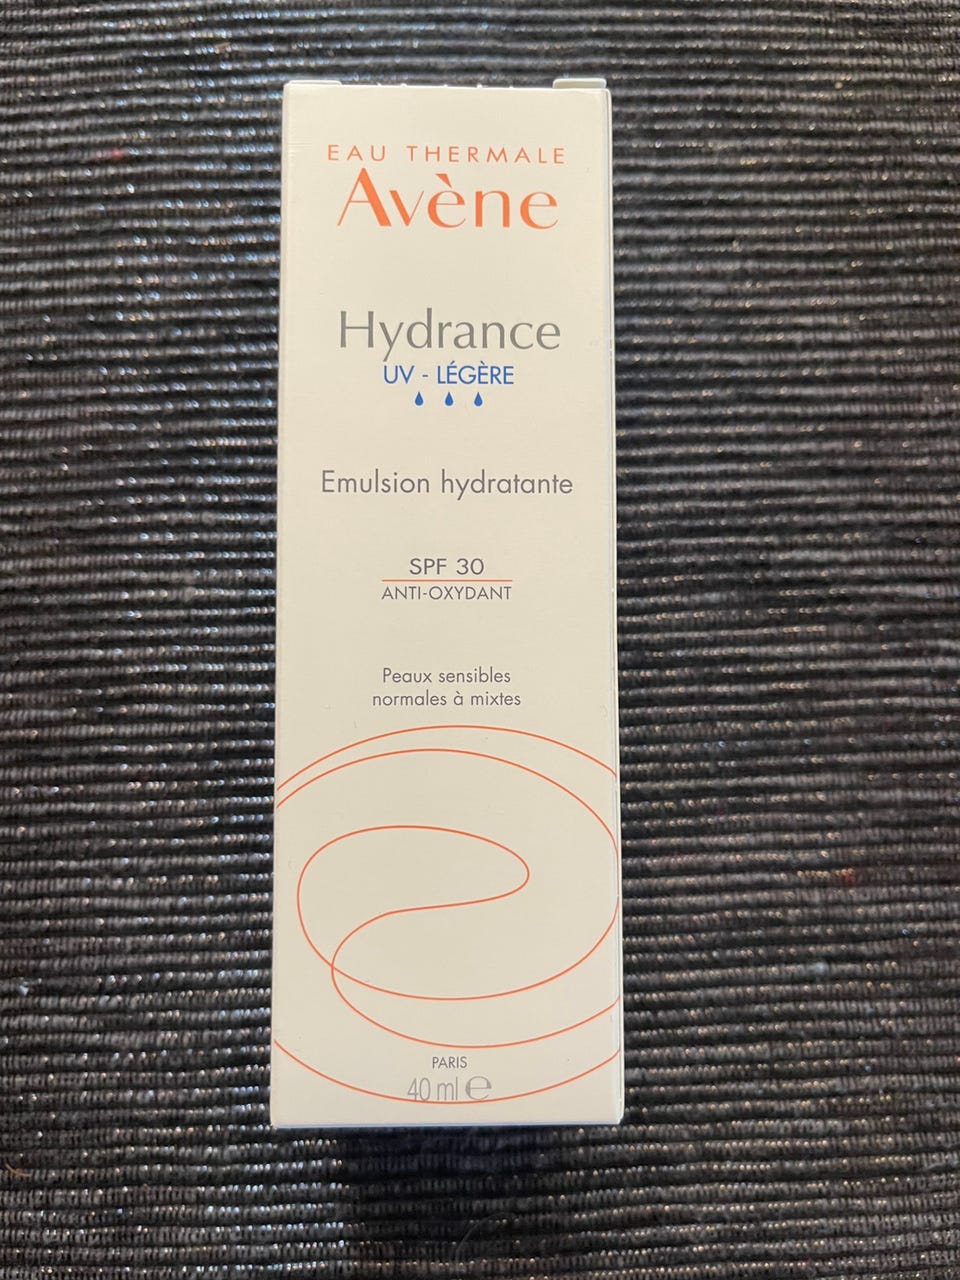 EAU THERMALE
Avène
Hydrance
UV - LÉGÈRE
Emulsion hydratante
SPF 30
ANTI-OXYDANT
Peaux sensibles
normales à mixtes
PARIS
40 ml ℮